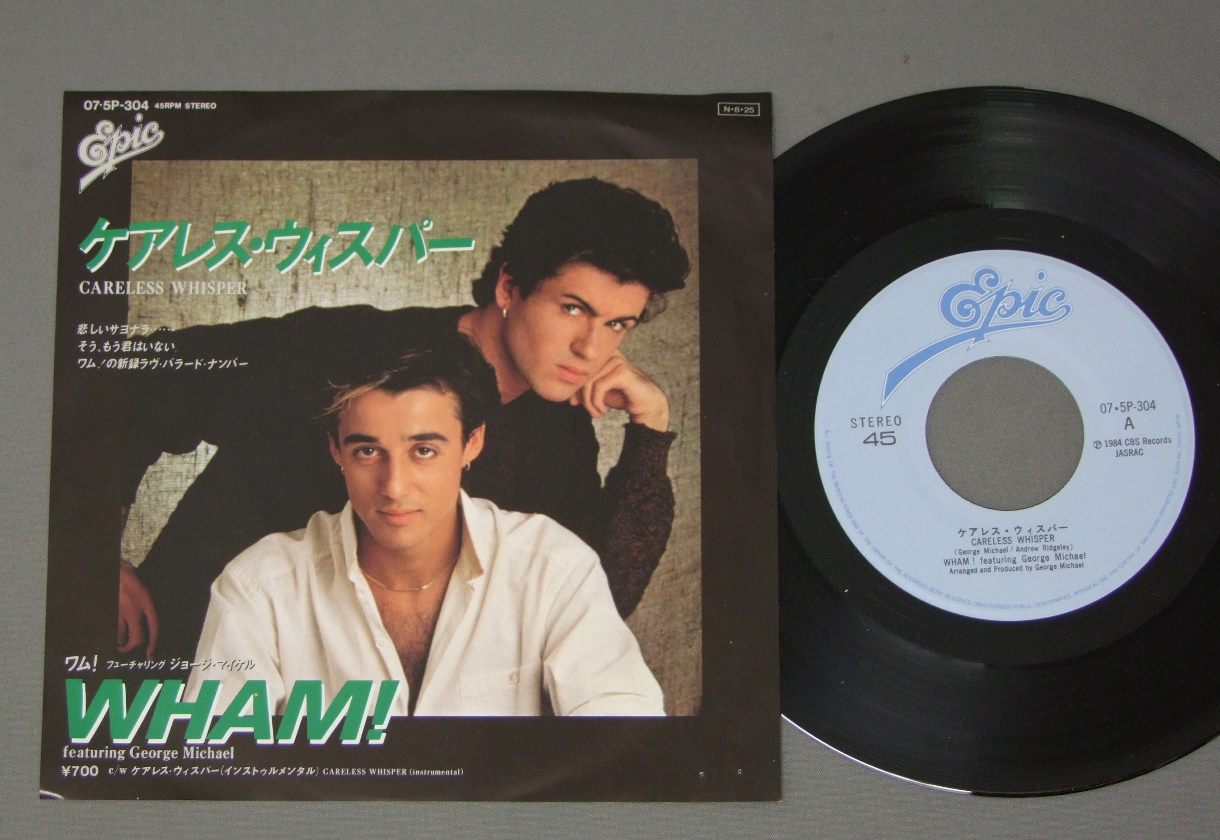 07・5P-304 45RPM STEREO
N・8・25
Epic
ケアレス・ウィスパー
CARELESS WHISPER
悲しいサヨナラ……
そう、もう君はいない。
ワム!の新録ラヴ・バラード・ナンバー
ワム! フューチャリング ジョージ・マイケル
WHAM!
featuring George Michael
¥700 c/w ケアレス・ウィスパー(インストゥルメンタル) CARELESS WHISPER (instrumental)
Epic
STEREO
45
07・5P-304
A
Ⓟ 1984 CBS Records
JASRAC
ケアレス・ウィスパー
CARELESS WHISPER
(George Michael / Andrew Ridgeley)
WHAM! featuring George Michael
Arranged and Produced by George Michael